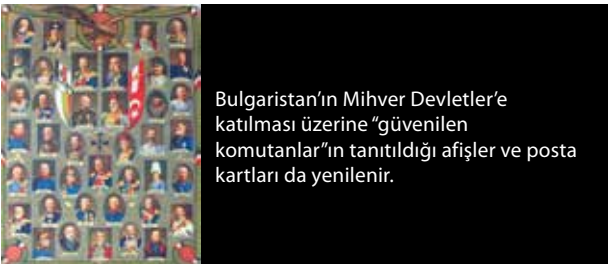 Bulgaristan’ın Mihver Devletler’e
katılması üzerine “güvenilen
komutanlar”ın tanıtıldığı afişler ve posta
kartları da yenilenir.